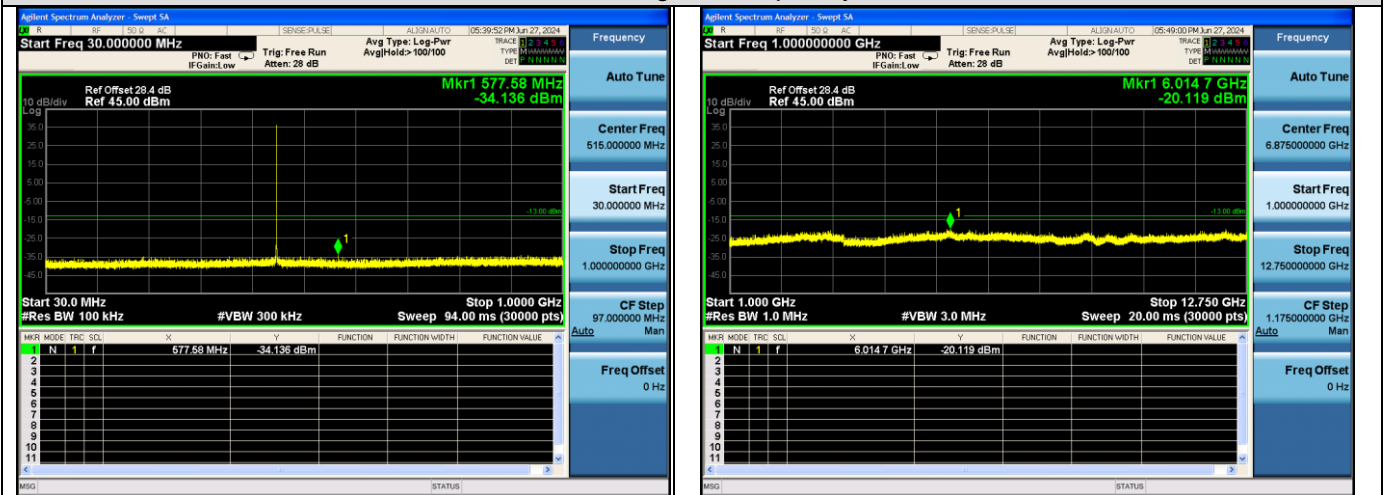 Agilent Spectrum Analyzer - Swept SA
R RF 50 Ω AC SENSE:PULSE ALIGNAUTO 05:39:52 PM Jun 27, 2024
Start Freq 30.000000 MHz
PNO: Fast
IFGain:Low
Trig: Free Run
Atten: 28 dB
Avg Type: Log-Pwr
Avg|Hold:> 100/100
TRACE 1 2 3 4 5 6
TYPE
DET P N N N N N
Frequency
Auto Tune
Center Freq
515.000000 MHz
Start Freq
30.000000 MHz
Stop Freq
1.000000000 GHz
CF Step
97.000000 MHz
Auto Man
Freq Offset
0 Hz
Mkr1 577.58 MHz
-34.136 dBm
Ref Offset 28.4 dB
10 dB/div Ref 45.00 dBm
Log
35.0
25.0
15.0
5.00
-5.00
-15.0
-25.0
-35.0
-45.0
-13.00 dBm
1
Start 30.0 MHz Stop 1.0000 GHz
#Res BW 100 kHz #VBW 300 kHz Sweep 94.00 ms (30000 pts)
MKR MODE TRC SCL X Y FUNCTION FUNCTION WIDTH FUNCTION VALUE
1 N 1 f 577.58 MHz -34.136 dBm
2
3
4
5
6
7
8
9
10
11
MSG STATUS
Agilent Spectrum Analyzer - Swept SA
R RF 50 Ω AC SENSE:PULSE ALIGNAUTO 05:49:00 PM Jun 27, 2024
Start Freq 1.000000000 GHz
PNO: Fast
IFGain:Low
Trig: Free Run
Atten: 28 dB
Avg Type: Log-Pwr
Avg|Hold:> 100/100
TRACE 1 2 3 4 5 6
TYPE
DET P N N N N N
Frequency
Auto Tune
Center Freq
6.875000000 GHz
Start Freq
1.000000000 GHz
Stop Freq
12.750000000 GHz
CF Step
1.175000000 GHz
Auto Man
Freq Offset
0 Hz
Mkr1 6.014 7 GHz
-20.119 dBm
Ref Offset 28.4 dB
10 dB/div Ref 45.00 dBm
Log
35.0
25.0
15.0
5.00
-5.00
-15.0
-25.0
-35.0
-45.0
-13.00 dBm
1
Start 1.000 GHz Stop 12.750 GHz
#Res BW 1.0 MHz #VBW 3.0 MHz Sweep 20.00 ms (30000 pts)
MKR MODE TRC SCL X Y FUNCTION FUNCTION WIDTH FUNCTION VALUE
1 N 1 f 6.014 7 GHz -20.119 dBm
2
3
4
5
6
7
8
9
10
11
MSG STATUS